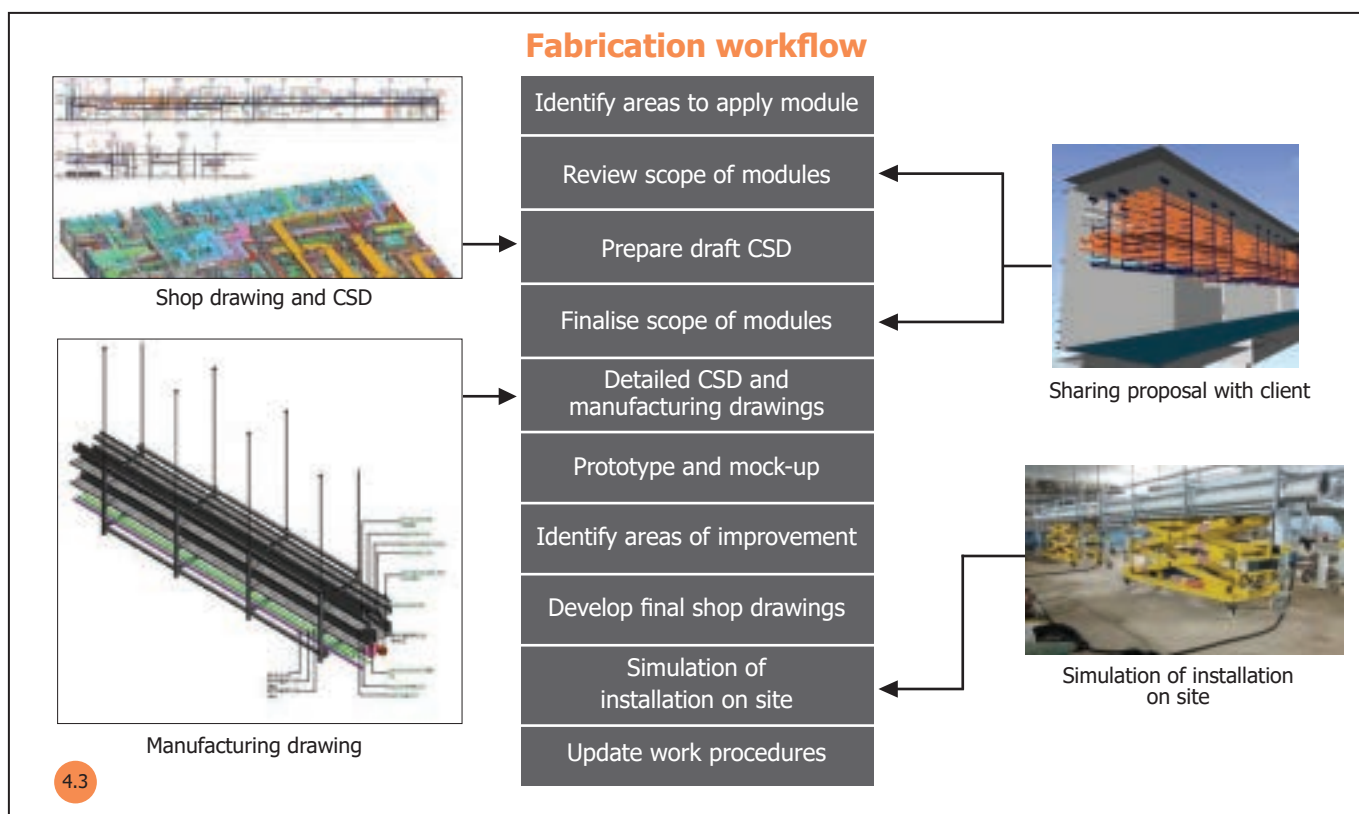 Fabrication workflow
Identify areas to apply module
Review scope of modules
Prepare draft CSD
Finalise scope of modules
Detailed CSD and
manufacturing drawings
Prototype and mock-up
Identify areas of improvement
Develop final shop drawings
Simulation of
installation on site
Update work procedures
Shop drawing and CSD
Manufacturing drawing
Sharing proposal with client
Simulation of installation
on site
4.3